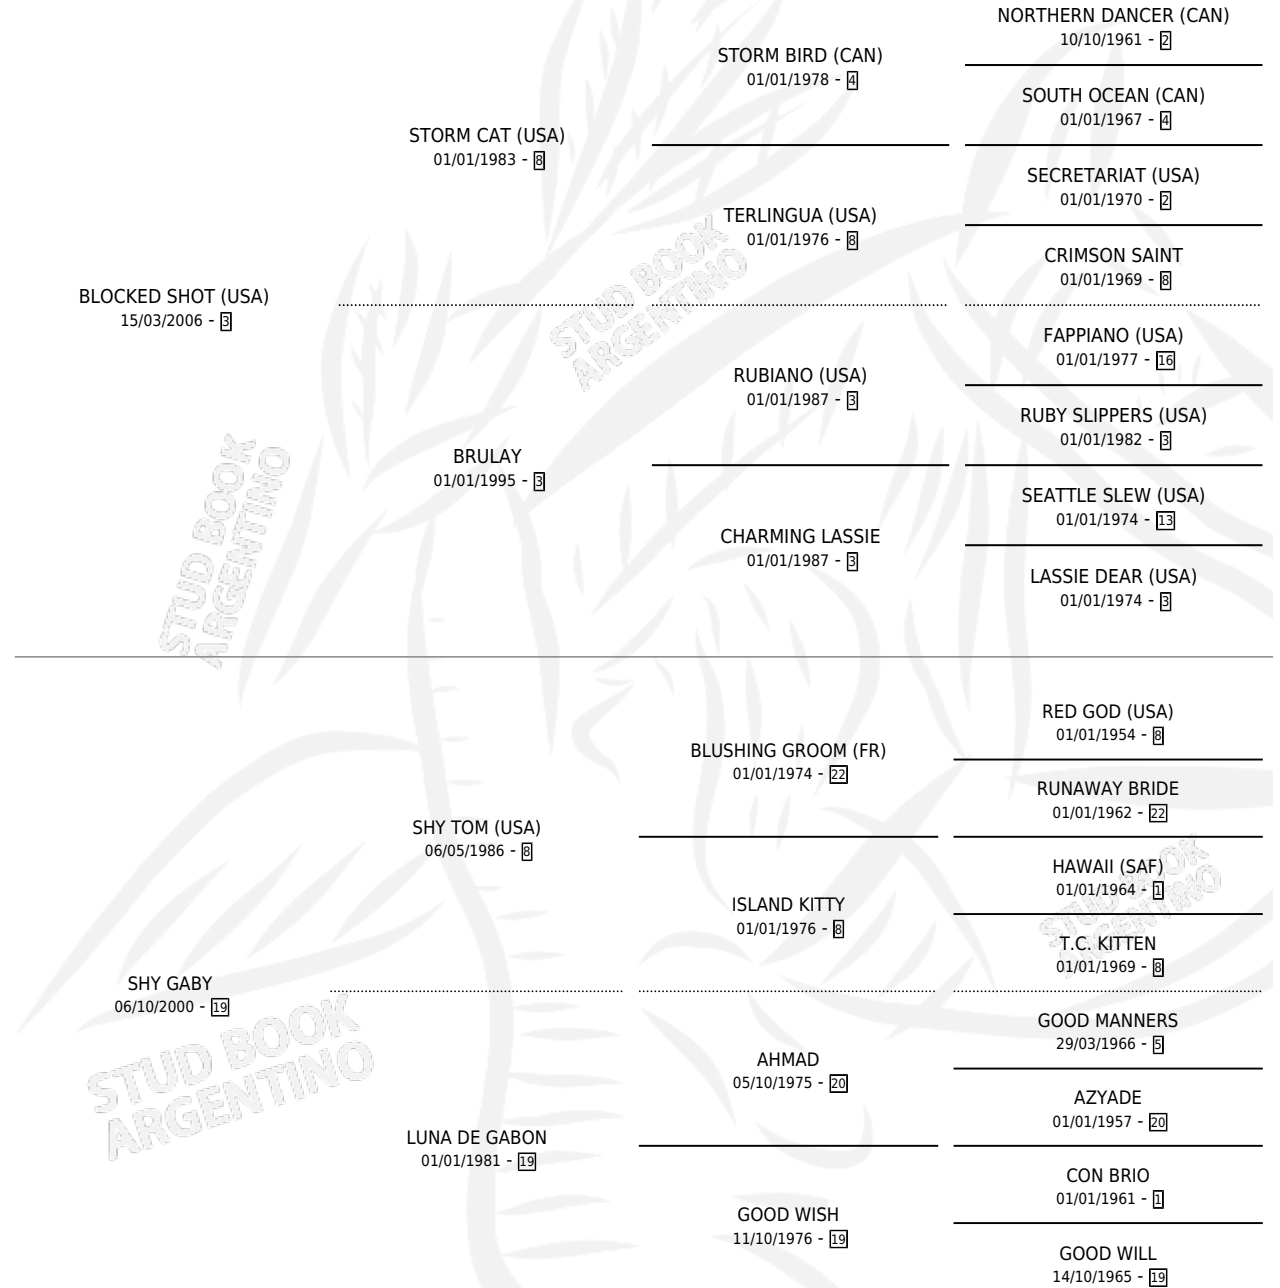 NORTHERN DANCER (CAN)
10/10/1961 - 2
STORM BIRD (CAN)
01/01/1978 - 4
SOUTH OCEAN (CAN)
01/01/1967 - 4
STORM CAT (USA)
01/01/1983 - 8
SECRETARIAT (USA)
01/01/1970 - 2
TERLINGUA (USA)
01/01/1976 - 8
CRIMSON SAINT
01/01/1969 - 8
BLOCKED SHOT (USA)
15/03/2006 - 3
FAPPIANO (USA)
01/01/1977 - 16
RUBIANO (USA)
01/01/1987 - 3
RUBY SLIPPERS (USA)
01/01/1982 - 3
BRULAY
01/01/1995 - 3
SEATTLE SLEW (USA)
01/01/1974 - 13
CHARMING LASSIE
01/01/1987 - 3
LASSIE DEAR (USA)
01/01/1974 - 3
STUD BOOK
ARGENTINO
STUD BOOK
ARGENTINO
RED GOD (USA)
01/01/1954 - 8
BLUSHING GROOM (FR)
01/01/1974 - 22
RUNAWAY BRIDE
01/01/1962 - 22
SHY TOM (USA)
06/05/1986 - 8
HAWAII (SAF)
01/01/1964 - 1
ISLAND KITTY
01/01/1976 - 8
T.C. KITTEN
01/01/1969 - 8
STUD BOOK
ARGENTINO
SHY GABY
06/10/2000 - 19
GOOD MANNERS
29/03/1966 - 5
AHMAD
05/10/1975 - 20
AZYADE
01/01/1957 - 20
LUNA DE GABON
01/01/1981 - 19
CON BRIO
01/01/1961 - 1
GOOD WISH
11/10/1976 - 19
GOOD WILL
14/10/1965 - 19
STUD BOOK
ARGENTINO